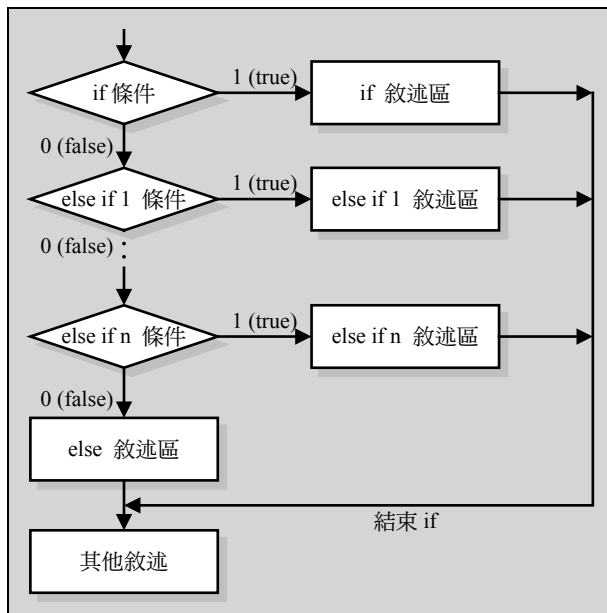 if 條件
1 (true)
if 敘述區
0 (false)
else if 1 條件
1 (true)
else if 1 敘述區
0 (false)
else if n 條件
1 (true)
else if n 敘述區
0 (false)
else 敘述區
結束 if
其他敘述